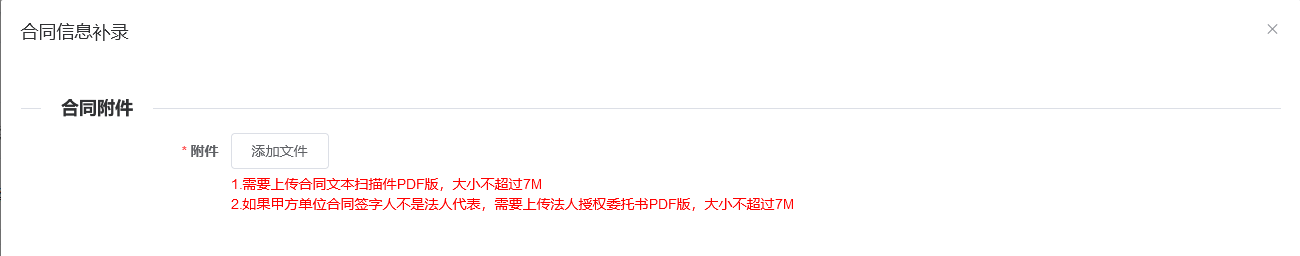 合同信息补录
合同附件
* 附件 添加文件
1.需要上传合同文本扫描件PDF版，大小不超过7M
2.如果甲方单位合同签字人不是法人代表，需要上传法人授权委托书PDF版，大小不超过7M